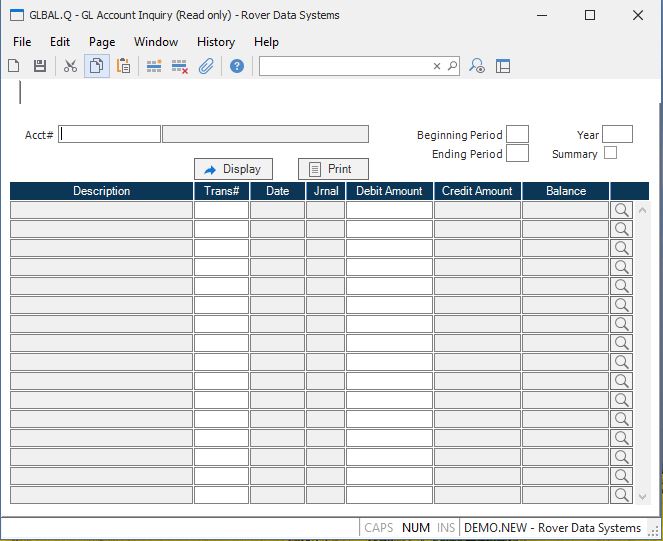 GLBAL.Q - GL Account Inquiry (Read only) - Rover Data Systems
File Edit Page Window History Help
Acct# Beginning Period Year
Ending Period Summary
Display Print
Description Trans# Date Jrnal Debit Amount Credit Amount Balance
CAPS NUM INS DEMO.NEW - Rover Data Systems